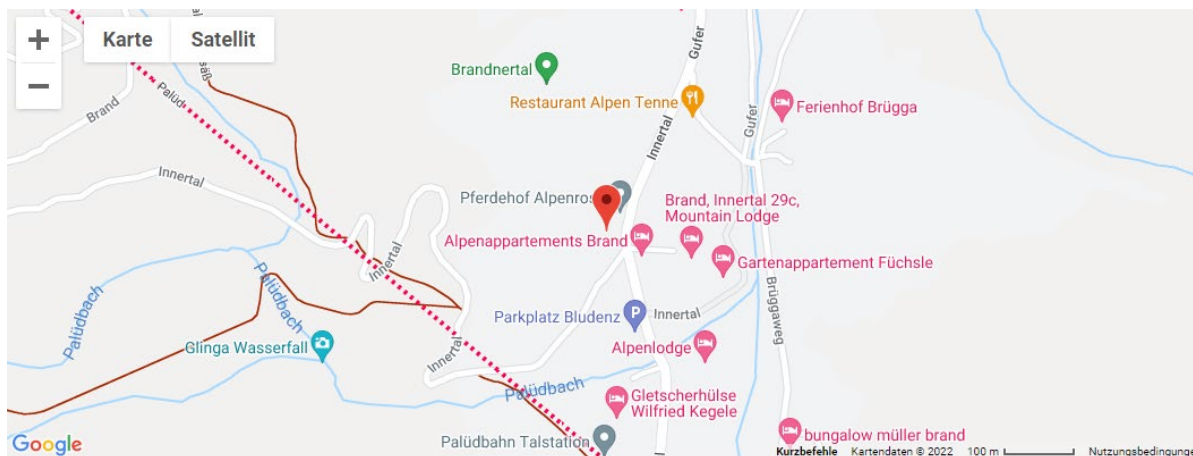 +
−
Karte
Satellit
Brandnertal
Gufer
Restaurant Alpen Tenne
Gufer
Ferienhof Brügga
Brand
Palüd
Innertal
Innertal
Pferdehof Alpenros
Brand, Innertal 29c,
Mountain Lodge
Alpenappartements Brand
Gartenappartement Füchsle
Innertal
Palüdbach
Palüdbach
Brüggaweg
Parkplatz Bludenz
P
Innertal
Glinga Wasserfall
Innertal
Alpenlodge
Palüdbach
Gletscherhülse
Wilfried Kegele
Palüdbahn Talstation
bungalow müller brand
Google
Kurzbefehle
Kartendaten © 2022
100 m
Nutzungsbedingunge